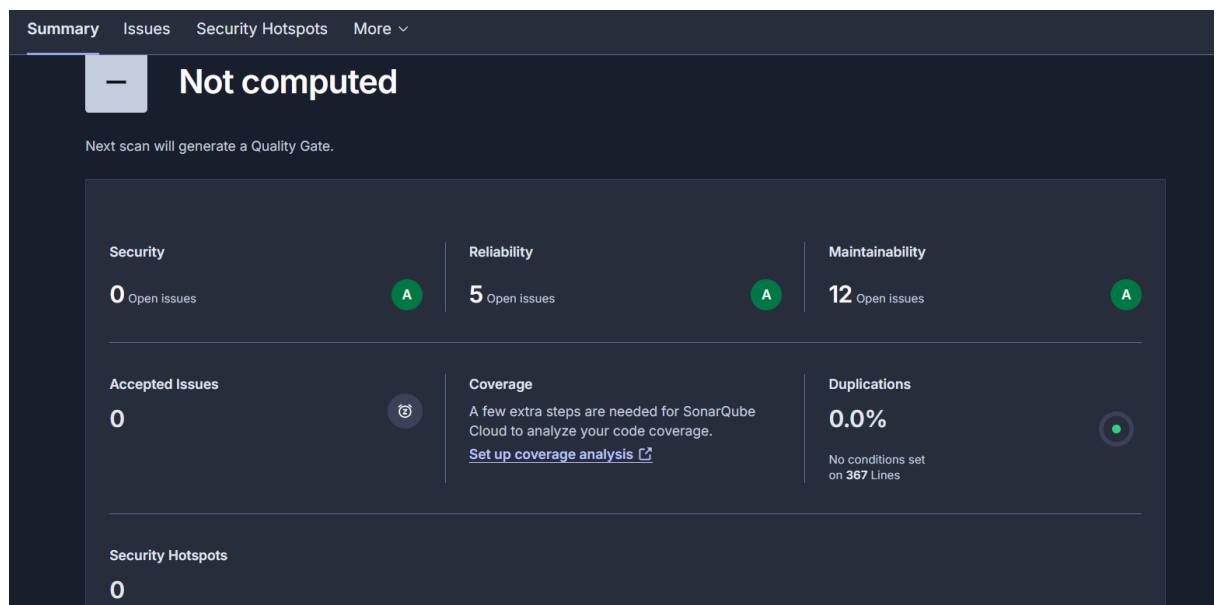 Summary Issues Security Hotspots More
Not computed
Next scan will generate a Quality Gate.
Security
0 Open issues
A
Reliability
5 Open issues
A
Maintainability
12 Open issues
A
Accepted Issues
0
Coverage
A few extra steps are needed for SonarQube
Cloud to analyze your code coverage.
Set up coverage analysis
Duplications
0.0%
No conditions set
on 367 Lines
Security Hotspots
0